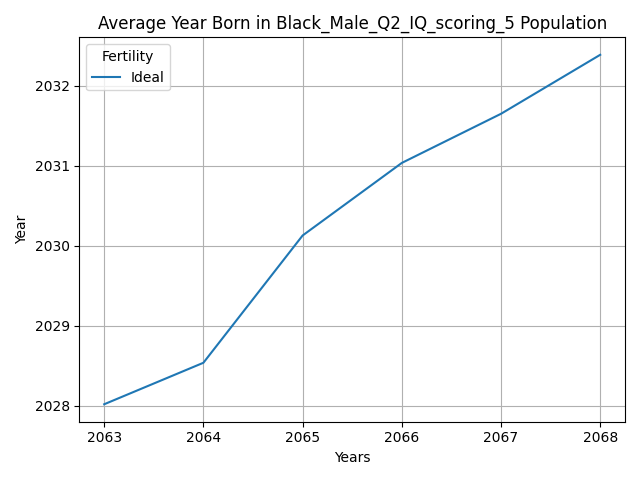 Average Year Born in Black_Male_Q2_IQ_scoring_5 Population
Fertility
Ideal
2032
2031
2030
2029
2028
Year
2063 2064 2065 2066 2067 2068
Years